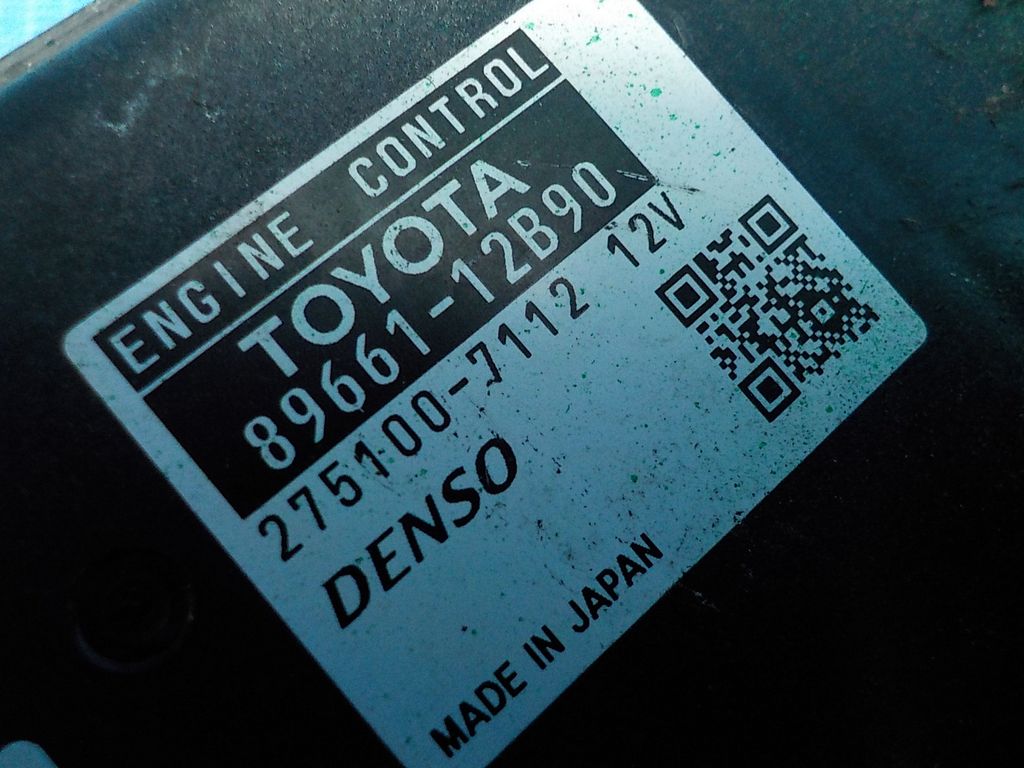 ENGINE CONTROL
TOYOTA
89661-12B90
275100-7112 12V
DENSO
MADE IN JAPAN